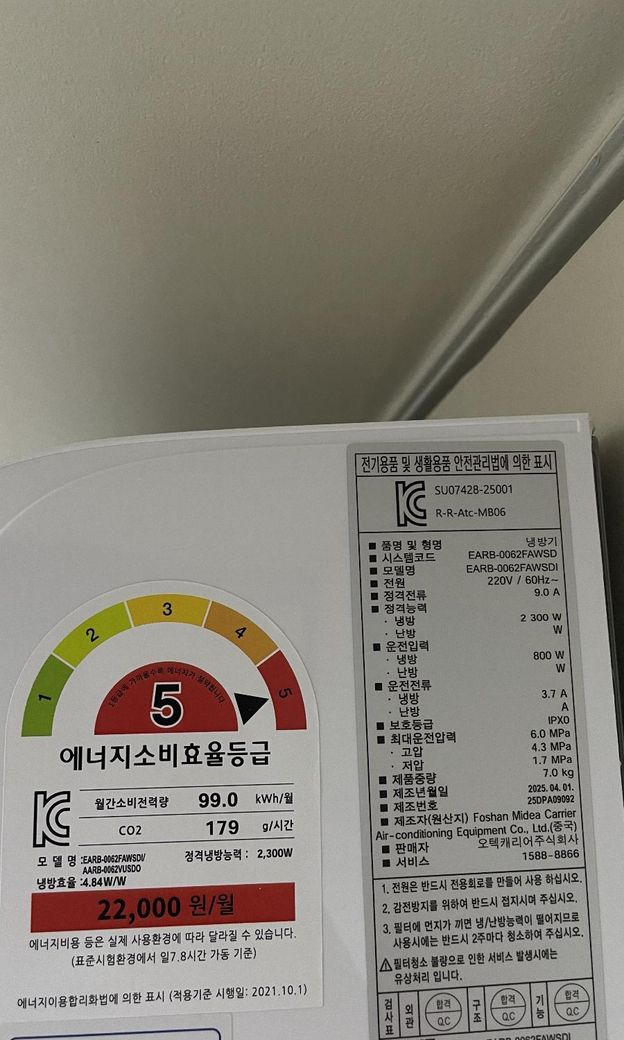 전기용품 및 생활용품 안전관리법에 의한 표시
SU07428-25001
R-R-Atc-MB06
■ 품명 및 형명 냉방기
■ 시스템코드 EARB-0062FAWSD
■ 모델명 EARB-0062FAWSDI
■ 전원 220V / 60Hz~
■ 정격전류 9.0 A
■ 정격능력
· 냉방 2 300 W
· 난방 W
■ 운전입력
· 냉방 800 W
· 난방 W
■ 운전전류
· 냉방 3.7 A
· 난방 A
■ 보호등급 IPX0
■ 최대운전압력 6.0 MPa
· 고압 4.3 MPa
· 저압 1.7 MPa
■ 제품중량 7.0 kg
■ 제조년월일 2025. 04. 01.
■ 제조번호 25DPA09092
■ 제조자(원산지) Foshan Midea Carrier
Air-conditioning Equipment Co., Ltd.(중국)
■ 판매자 오텍캐리어주식회사
■ 서비스 1588-8866
1. 전원은 반드시 전용회로를 만들어 사용 하십시오.
2. 감전방지를 위하여 반드시 접지시켜 주십시오.
3. 필터에 먼지가 끼면 냉/난방능력이 떨어지므로
사용시에는 반드시 2주마다 청소하여 주십시오.
⚠필터청소 불량으로 인한 서비스 발생시에는
유상처리 입니다.
검사표 외관 합격 Q.C 구조 합격 Q.C 기능 합격 Q.C
1 2 3 4 5
1등급에 가까울수록 에너지가 절약됩니다
5
에너지소비효율등급
월간소비전력량 99.0 kWh/월
CO2 179 g/시간
모 델 명 :EARB-0062FAWSDI/ 정격냉방능력 : 2,300W
AARB-0062VUSDO
냉방효율 :4.84W/W
22,000 원/월
에너지비용 등은 실제 사용환경에 따라 달라질 수 있습니다.
(표준시험환경에서 일7.8시간 가동 기준)
에너지이용합리화법에 의한 표시 (적용기준 시행일: 2021.10.1)